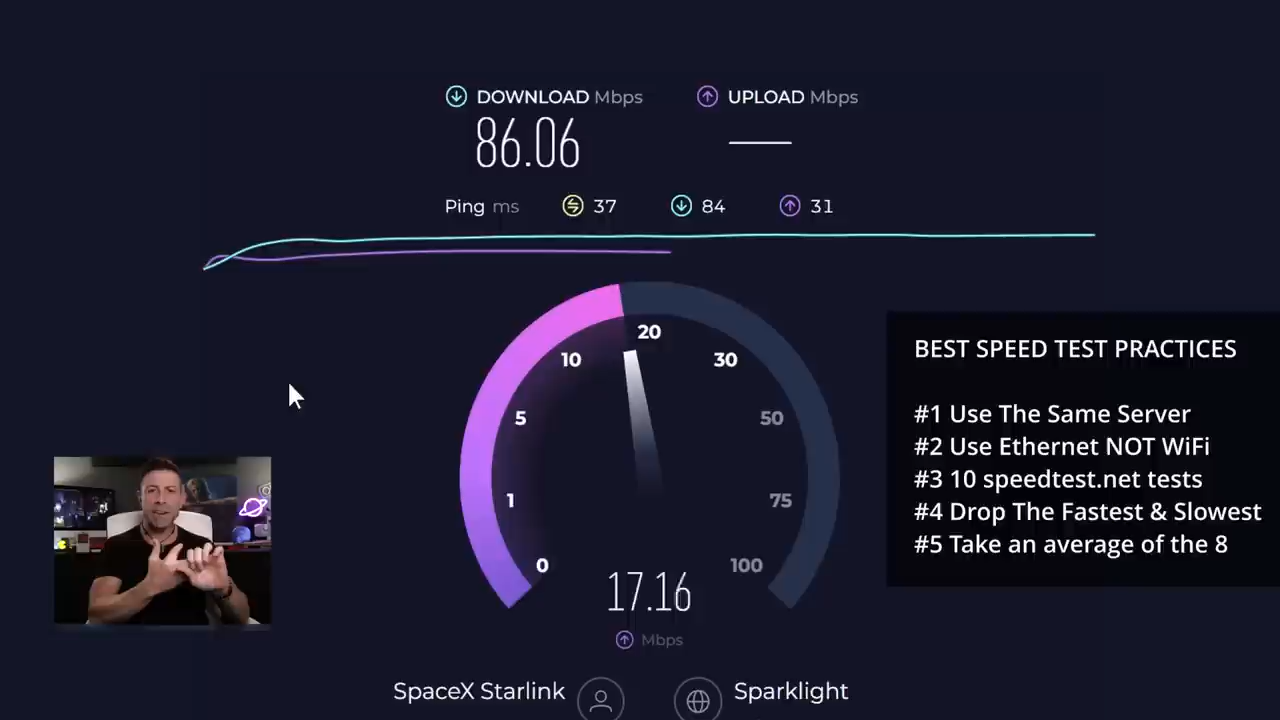 DOWNLOAD Mbps
UPLOAD Mbps
86.06
Ping ms 37 84 31
20
10
30
5
50
1
75
0
100
17.16
Mbps
SpaceX Starlink
Sparklight
BEST SPEED TEST PRACTICES
#1 Use The Same Server
#2 Use Ethernet NOT WiFi
#3 10 speedtest.net tests
#4 Drop The Fastest & Slowest
#5 Take an average of the 8